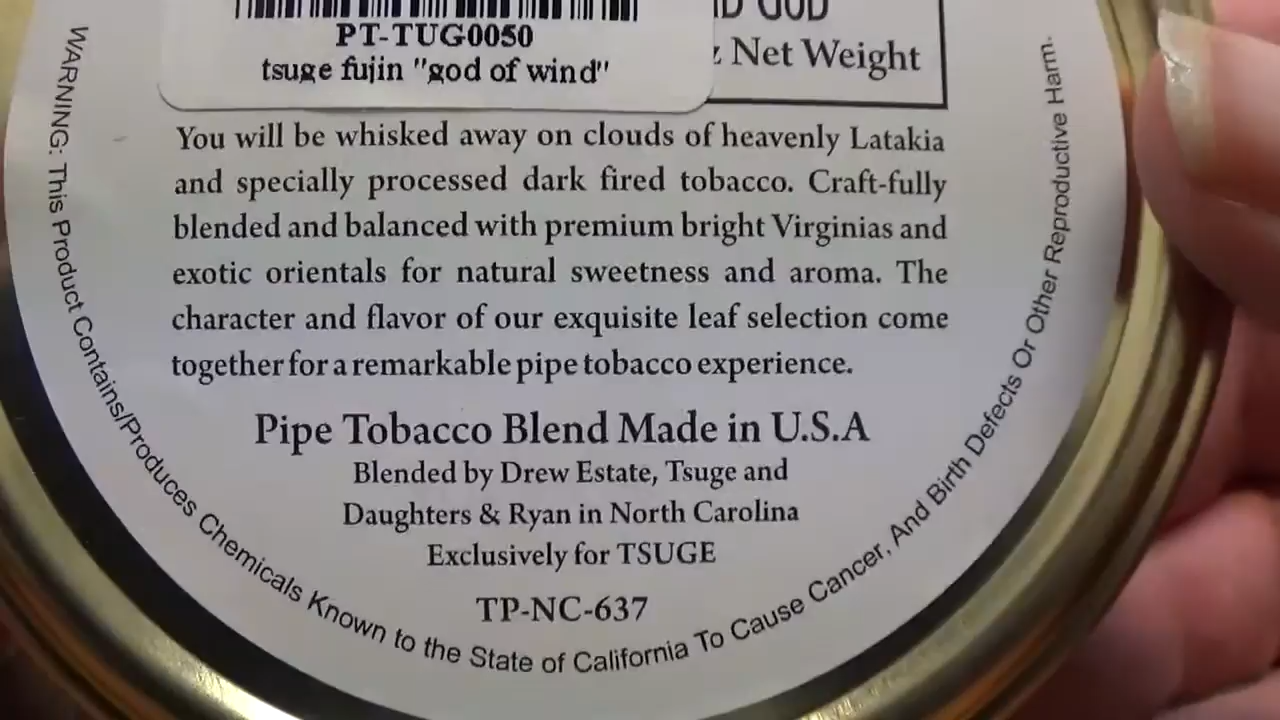 PT-TUG0050
tsuge fujin "god of wind"
GOD
Net Weight
You will be whisked away on clouds of heavenly Latakia
and specially processed dark fired tobacco. Craft-fully
blended and balanced with premium bright Virginias and
exotic orientals for natural sweetness and aroma. The
character and flavor of our exquisite leaf selection come
together for a remarkable pipe tobacco experience.
Pipe Tobacco Blend Made in U.S.A
Blended by Drew Estate, Tsuge and
Daughters & Ryan in North Carolina
Exclusively for TSUGE
TP-NC-637
WARNING: This Product Contains/Produces Chemicals Known to the State of California To Cause Cancer, And Birth Defects Or Other Reproductive Harm.